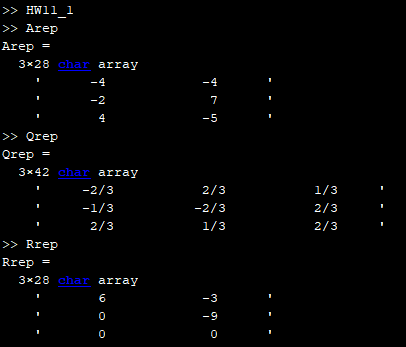 >> HW11_1
>> Arep
Arep =
3×28 char array
' -4 -4 '
' -2 7 '
' 4 -5 '
>> Qrep
Qrep =
3×42 char array
' -2/3 2/3 1/3 '
' -1/3 -2/3 2/3 '
' 2/3 1/3 2/3 '
>> Rrep
Rrep =
3×28 char array
' 6 -3 '
' 0 -9 '
' 0 0 '